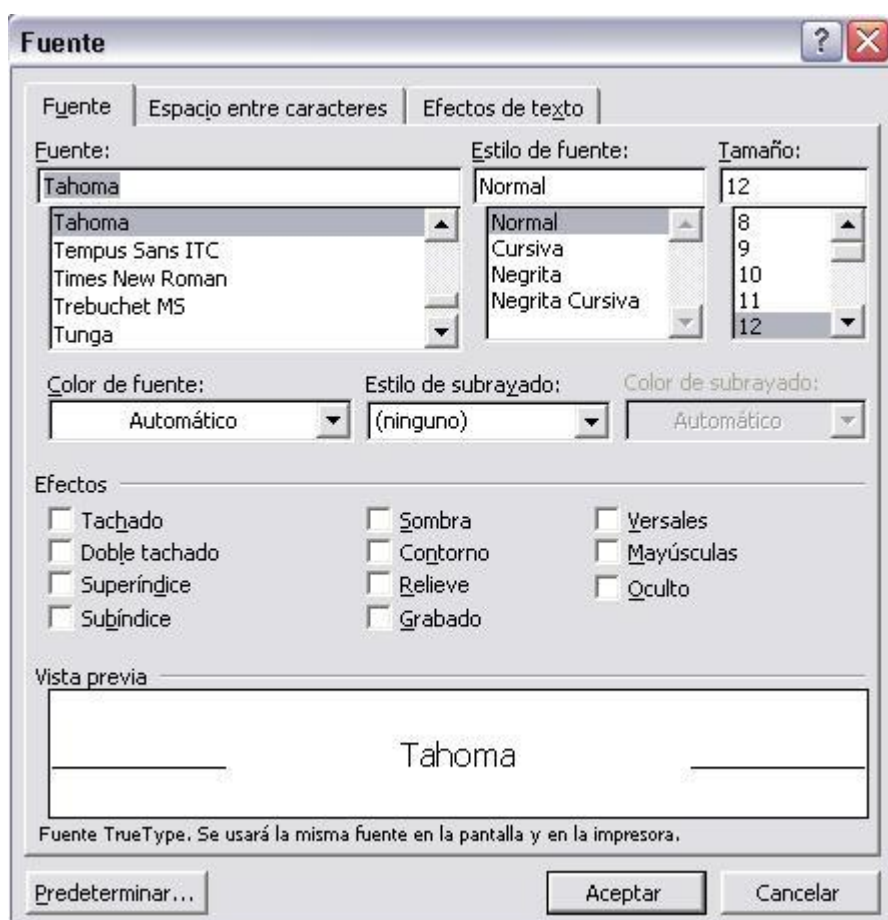 Fuente
Fuente Espacio entre caracteres Efectos de texto
Fuente: Estilo de fuente: Tamaño:
Tahoma Normal 12
Tahoma Normal 8
Tempus Sans ITC Cursiva 9
Times New Roman Negrita 10
Trebuchet MS Negrita Cursiva 11
Tunga 12
Color de fuente: Estilo de subrayado: Color de subrayado:
Automático (ninguno) Automático
Efectos
Tachado Sombra Versales
Doble tachado Contorno Mayúsculas
Superíndice Relieve Oculto
Subíndice Grabado
Vista previa
Tahoma
Fuente TrueType. Se usará la misma fuente en la pantalla y en la impresora.
Predeterminar... Aceptar Cancelar